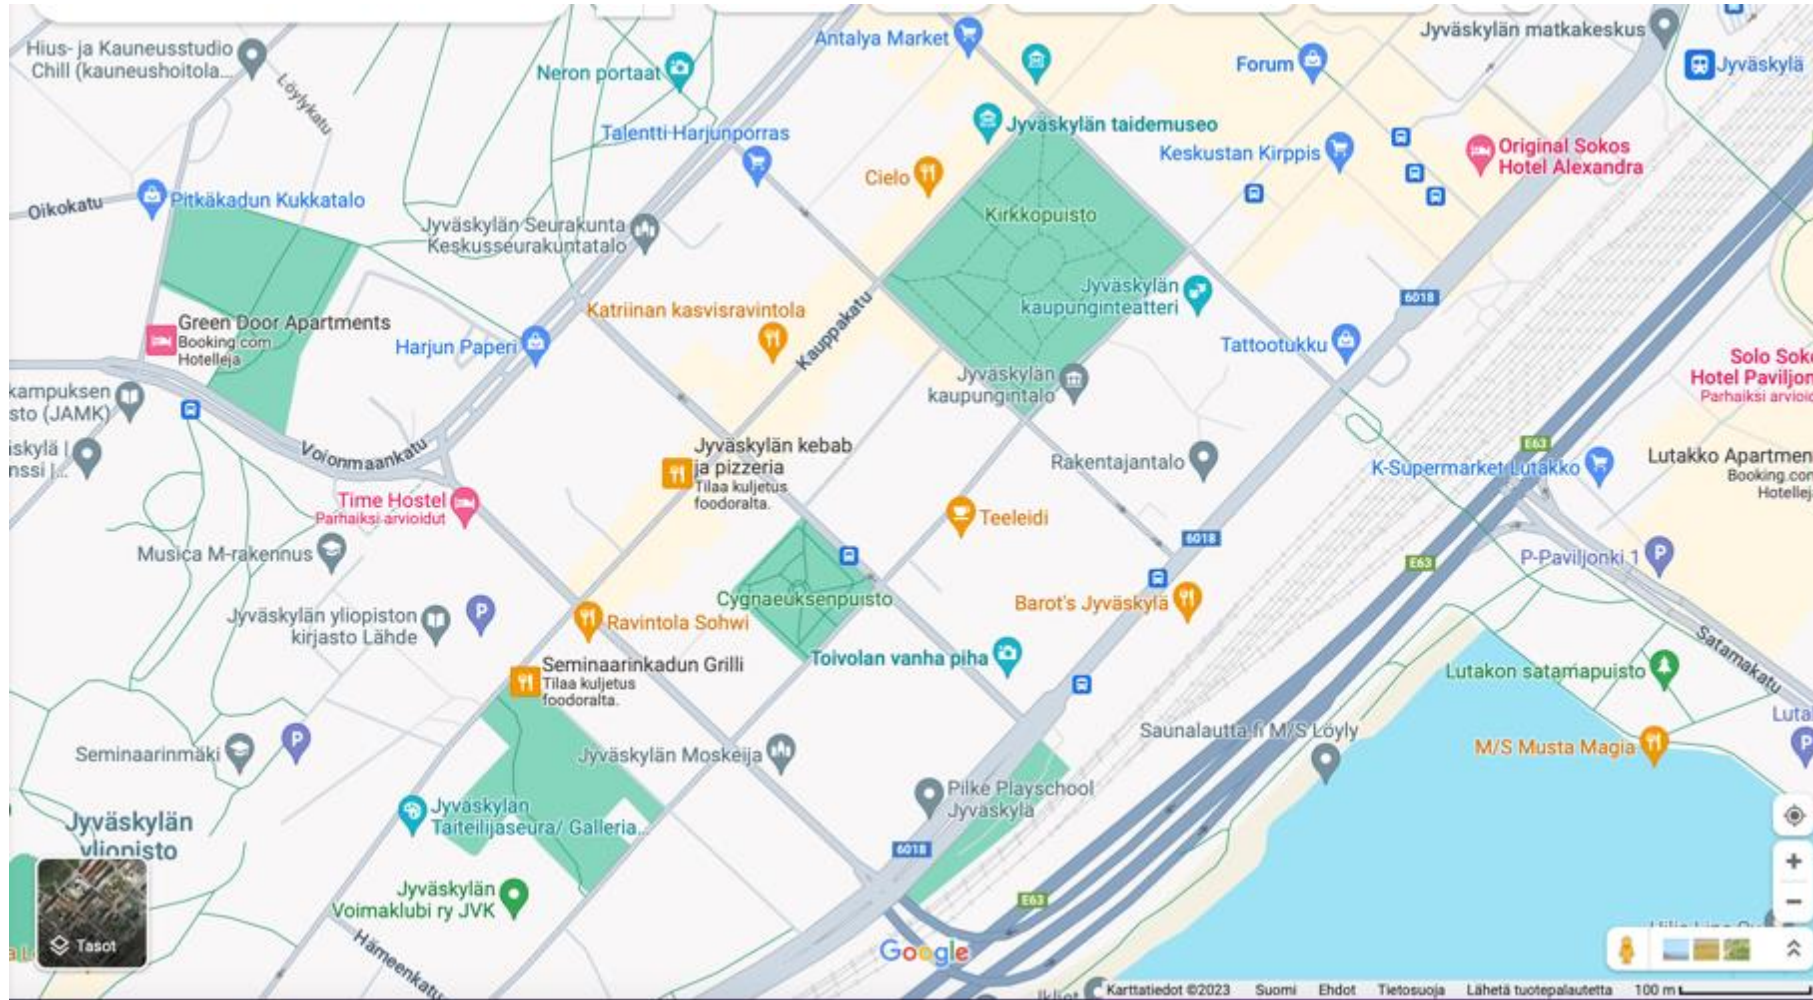 Hius- ja Kauneusstudio
Chill (kauneushoitola...
Löylykatu
Neron portaat
Antalya Market
Forum
Jyväskylän matkakeskus
Jyväskylä
Talentti Harjunporras
Jyväskylän taidemuseo
Keskustan Kirppis
Original Sokos
Hotel Alexandra
Cielo
Oikokatu
Pitkäkadun Kukkatalo
Jyväskylän Seurakunta
Keskusseurakuntatalo
Kirkkopuisto
Jyväskylän
kaupunginteatteri
6018
Katriinan kasvisravintola
Kauppakatu
Green Door Apartments
Booking.com
Hotelleja
Harjun Paperi
Tattootukku
Solo Soko
Hotel Paviljon
Parhaiksi arvioid
Jyväskylän
kaupungintalo
kampuksen
sto (JAMK)
Voionmaankatu
Jyväskylän kebab
ja pizzeria
Tilaa kuljetus
foodoralta.
Rakentajantalo
E63
K-Supermarket Lutakko
Lutakko Apartmen
Booking.con
Hotellej
äskylä |
nssi |...
Time Hostel
Parhaiksi arvioidut
Teeleidi
6018
Musica M-rakennus
E63
P-Paviljonki 1
Cygnaeuksenpuisto
Barot's Jyväskylä
Jyväskylän yliopiston
kirjasto Lähde
P
Ravintola Sohwi
Toivolan vanha piha
Satamakatu
Seminaarinkadun Grilli
Tilaa kuljetus
foodoralta.
Lutakon satamapuisto
Saunalautta.fi M/S Löyly
Luta
P
M/S Musta Magia
Seminaarinmäki
P
Jyväskylän Moskeija
Pilke Playschool
Jyväskylä
Jyväskylän
Taiteilijaseura/ Galleria...
Jyväskylän
yliopisto
6018
Jyväskylän
Voimaklubi ry JVK
E63
Hämeenkatu
Tasot
Google
Karttatiedot ©2023 Suomi Ehdot Tietosuoja Lähetä tuotepalautetta 100 m